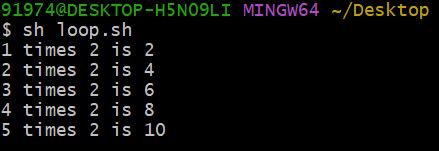 91974@DESKTOP-H5NO9LI MINGW64 ~/Desktop
$ sh loop.sh
1 times 2 is 2
2 times 2 is 4
3 times 2 is 6
4 times 2 is 8
5 times 2 is 10